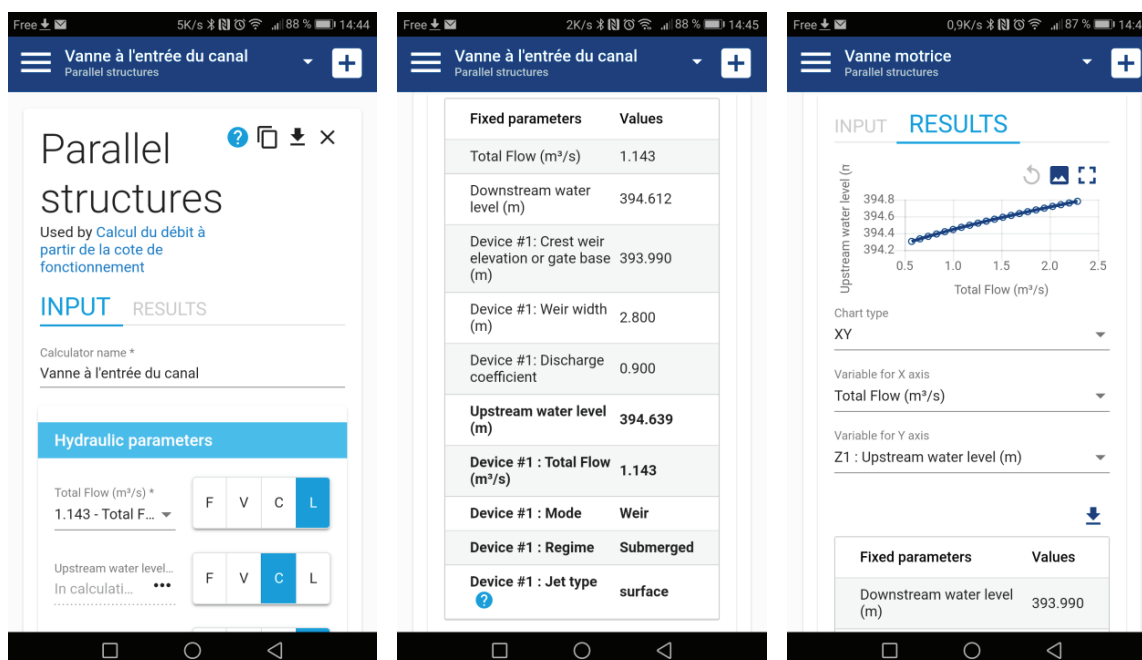 Free 5K/s 88 % 14:44
Vanne à l'entrée du canal
Parallel structures
Parallel
structures
Used by Calcul du débit à
partir de la cote de
fonctionnement
INPUT RESULTS
Calculator name *
Vanne à l'entrée du canal
Hydraulic parameters
Total Flow (m³/s) *
1.143 - Total F... F V C L
Upstream water level...
In calculati... F V C L
Free 2K/s 88 % 14:45
Vanne à l'entrée du canal
Parallel structures
Fixed parameters Values
Total Flow (m³/s) 1.143
Downstream water
level (m) 394.612
Device #1: Crest weir
elevation or gate base 393.990
(m)
Device #1: Weir width 2.800
(m)
Device #1: Discharge
coefficient 0.900
Upstream water level
(m) 394.639
Device #1 : Total Flow
(m³/s) 1.143
Device #1 : Mode Weir
Device #1 : Regime Submerged
Device #1 : Jet type surface
Free 0,9K/s 87 % 14:4
Vanne motrice
Parallel structures
INPUT RESULTS
Upstream water level (m
394.8
394.6
394.4
394.2
0.5 1.0 1.5 2.0 2.5
Total Flow (m³/s)
Chart type
XY
Variable for X axis
Total Flow (m³/s)
Variable for Y axis
Z1 : Upstream water level (m)
Fixed parameters Values
Downstream water level 393.990
(m)